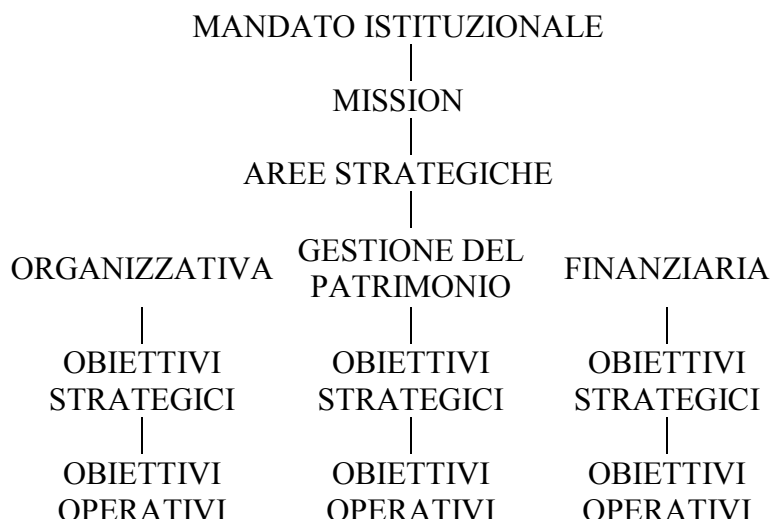 MANDATO ISTITUZIONALE
MISSION
AREE STRATEGICHE
ORGANIZZATIVA
GESTIONE DEL
PATRIMONIO
FINANZIARIA
OBIETTIVI
STRATEGICI
OBIETTIVI
STRATEGICI
OBIETTIVI
STRATEGICI
OBIETTIVI
OPERATIVI
OBIETTIVI
OPERATIVI
OBIETTIVI
OPERATIVI